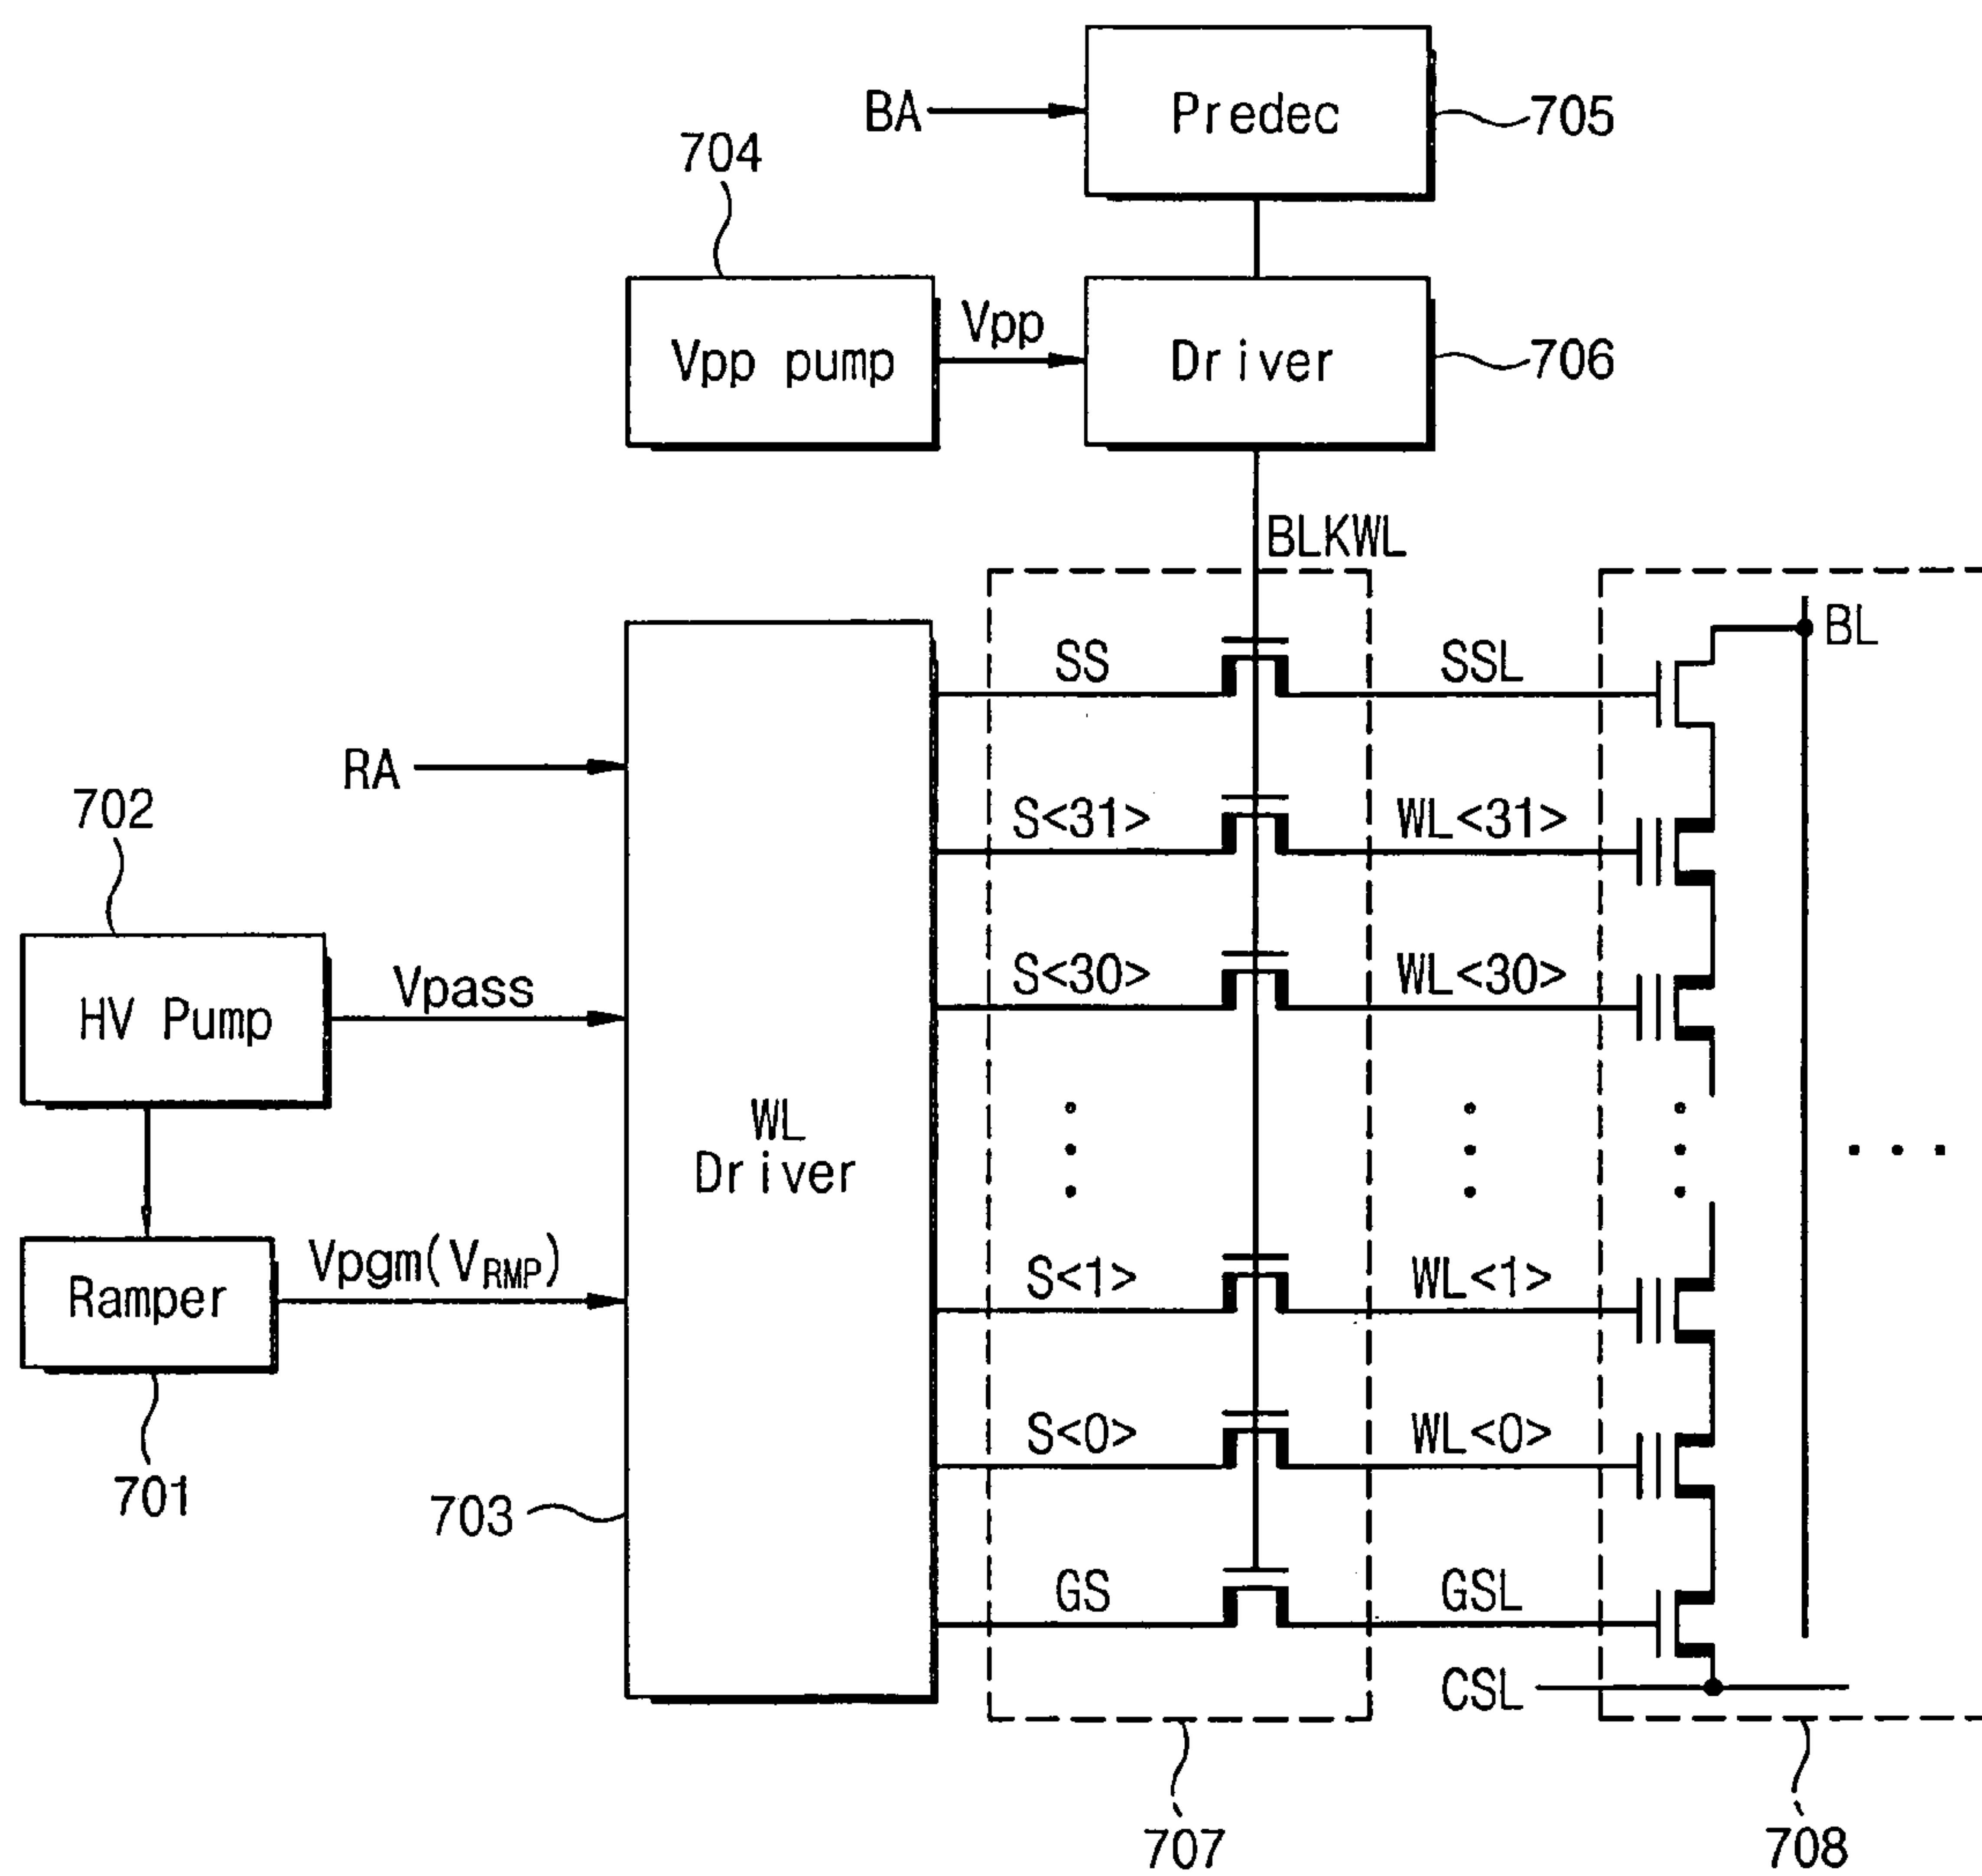 BA
Predec
705
704
Vpp pump
Vpp
Driver
706
BLKWL
BL
SS
SSL
RA
S<31>
WL<31>
702
HV Pump
Vpass
S<30>
WL<30>
WL
Driver
Ramper
Vpgm(VRMP)
S<1>
WL<1>
701
S<0>
WL<0>
703
GS
GSL
CSL
707
708